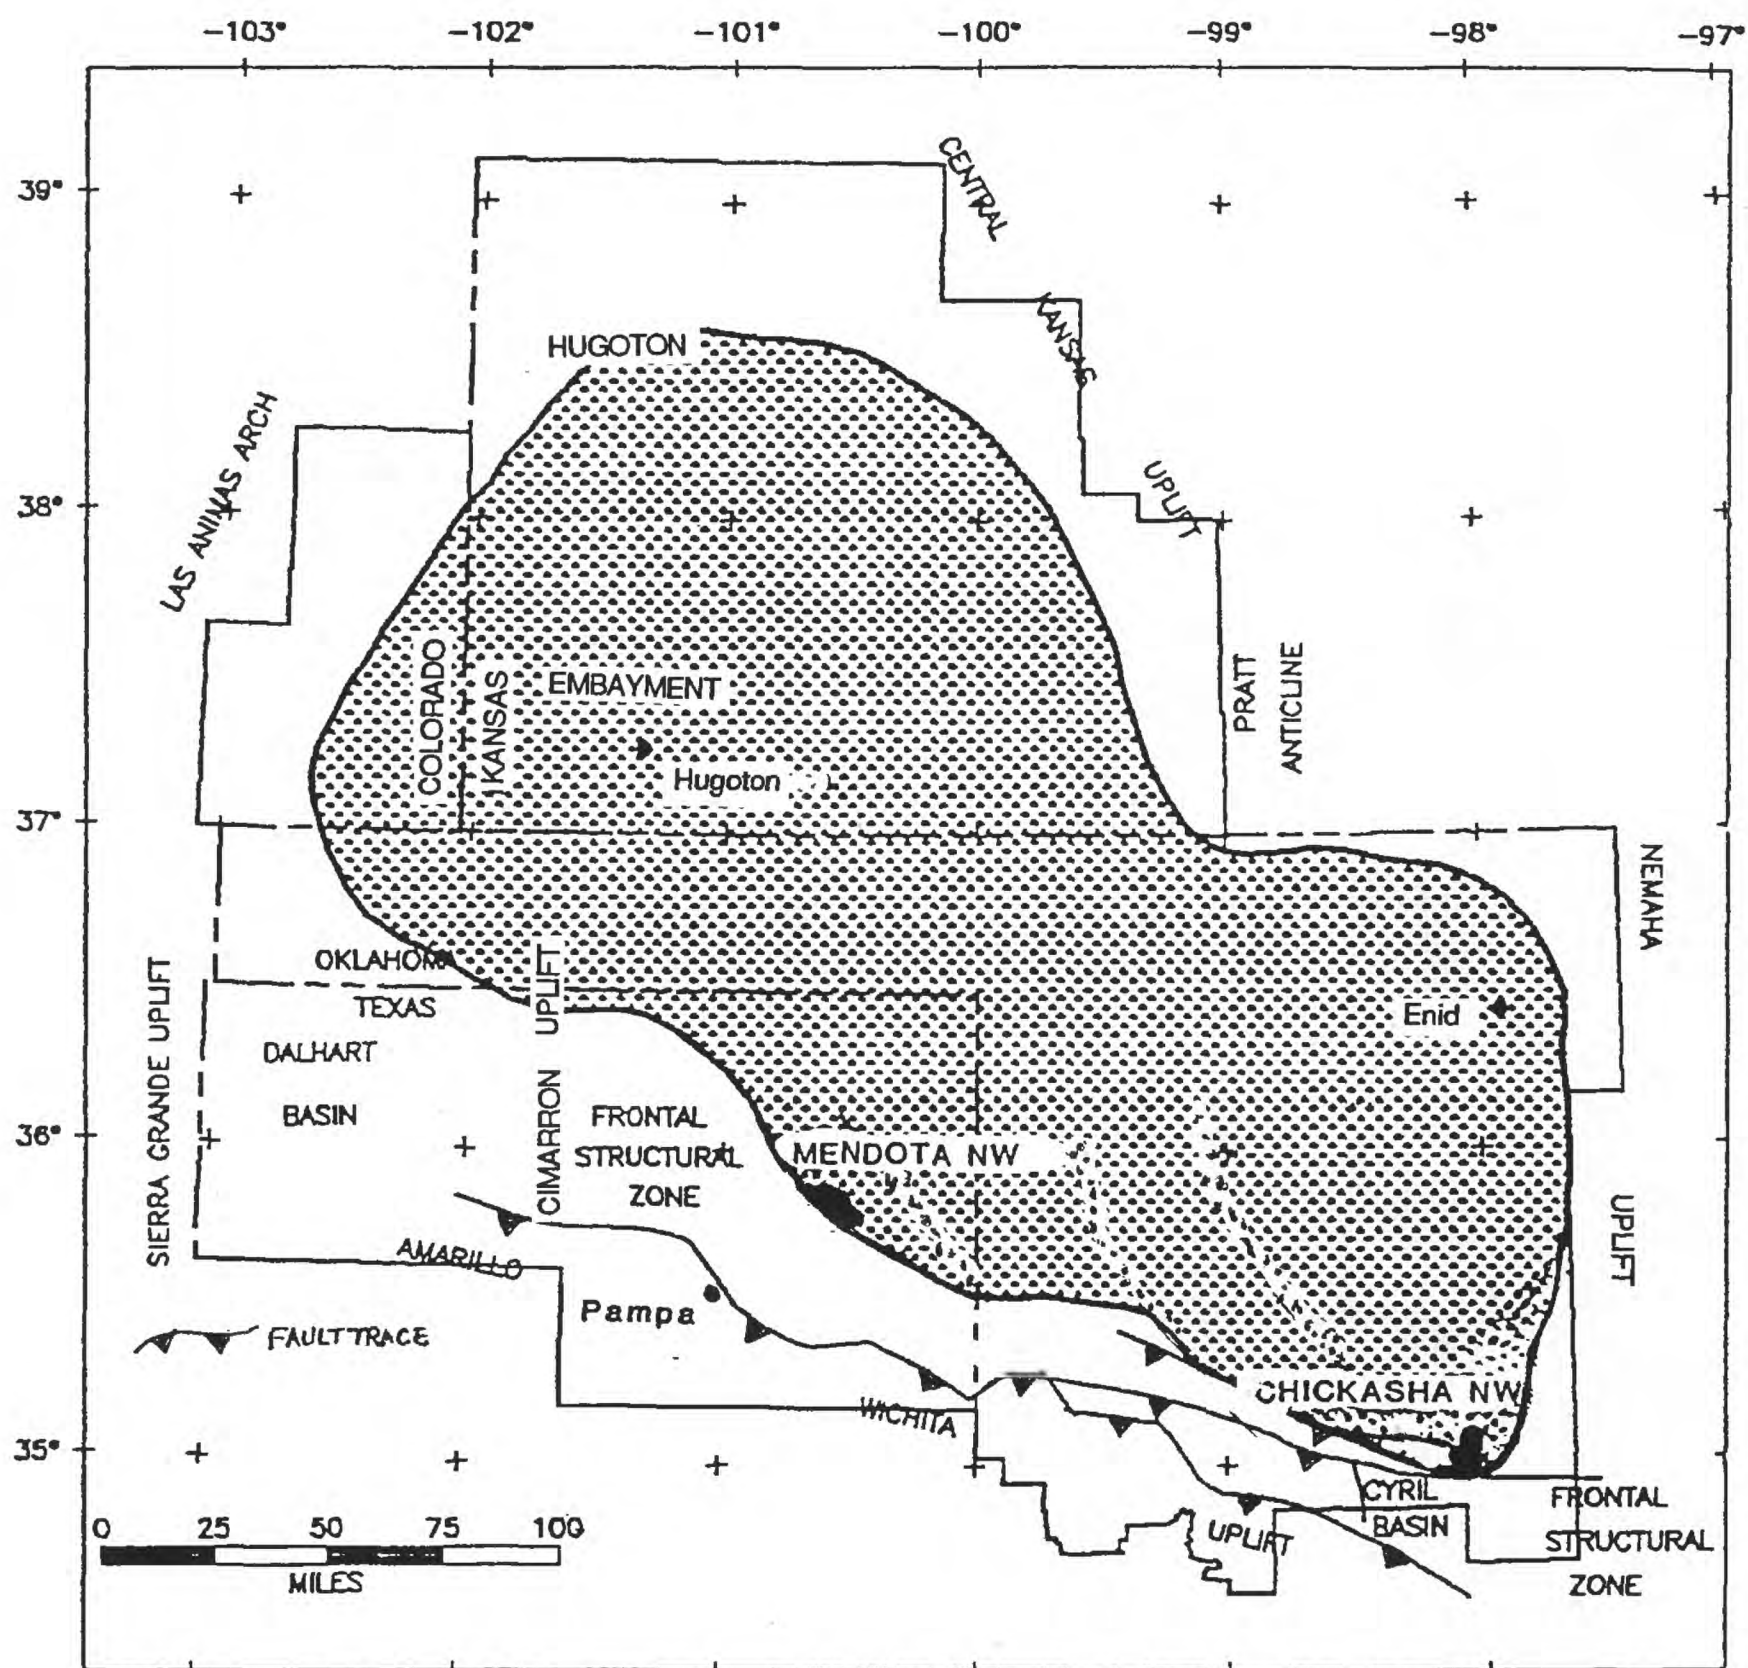 -103° -102° -101° -100° -99° -98° -97°
39°
38°
37°
36°
35°
CENTRAL
KANSAS
UPLIFT
HUGOTON
LAS ANIMAS ARCH
COLORADO
KANSAS
EMBAYMENT
Hugoton
PRATT
ANTICLINE
NEMAHA
UPLIFT
OKLAHOMA
TEXAS
SIERRA GRANDE UPLIFT
DALHART
BASIN
CIMARRON UPLIFT
Enid
FRONTAL
STRUCTURAL
ZONE
MENDOTA NW
AMARILLO
Pampa
FAULT TRACE
WICHITA
UPLIFT
CHICKASHA NW
CYRIL
BASIN
FRONTAL
STRUCTURAL
ZONE
0 25 50 75 100
MILES